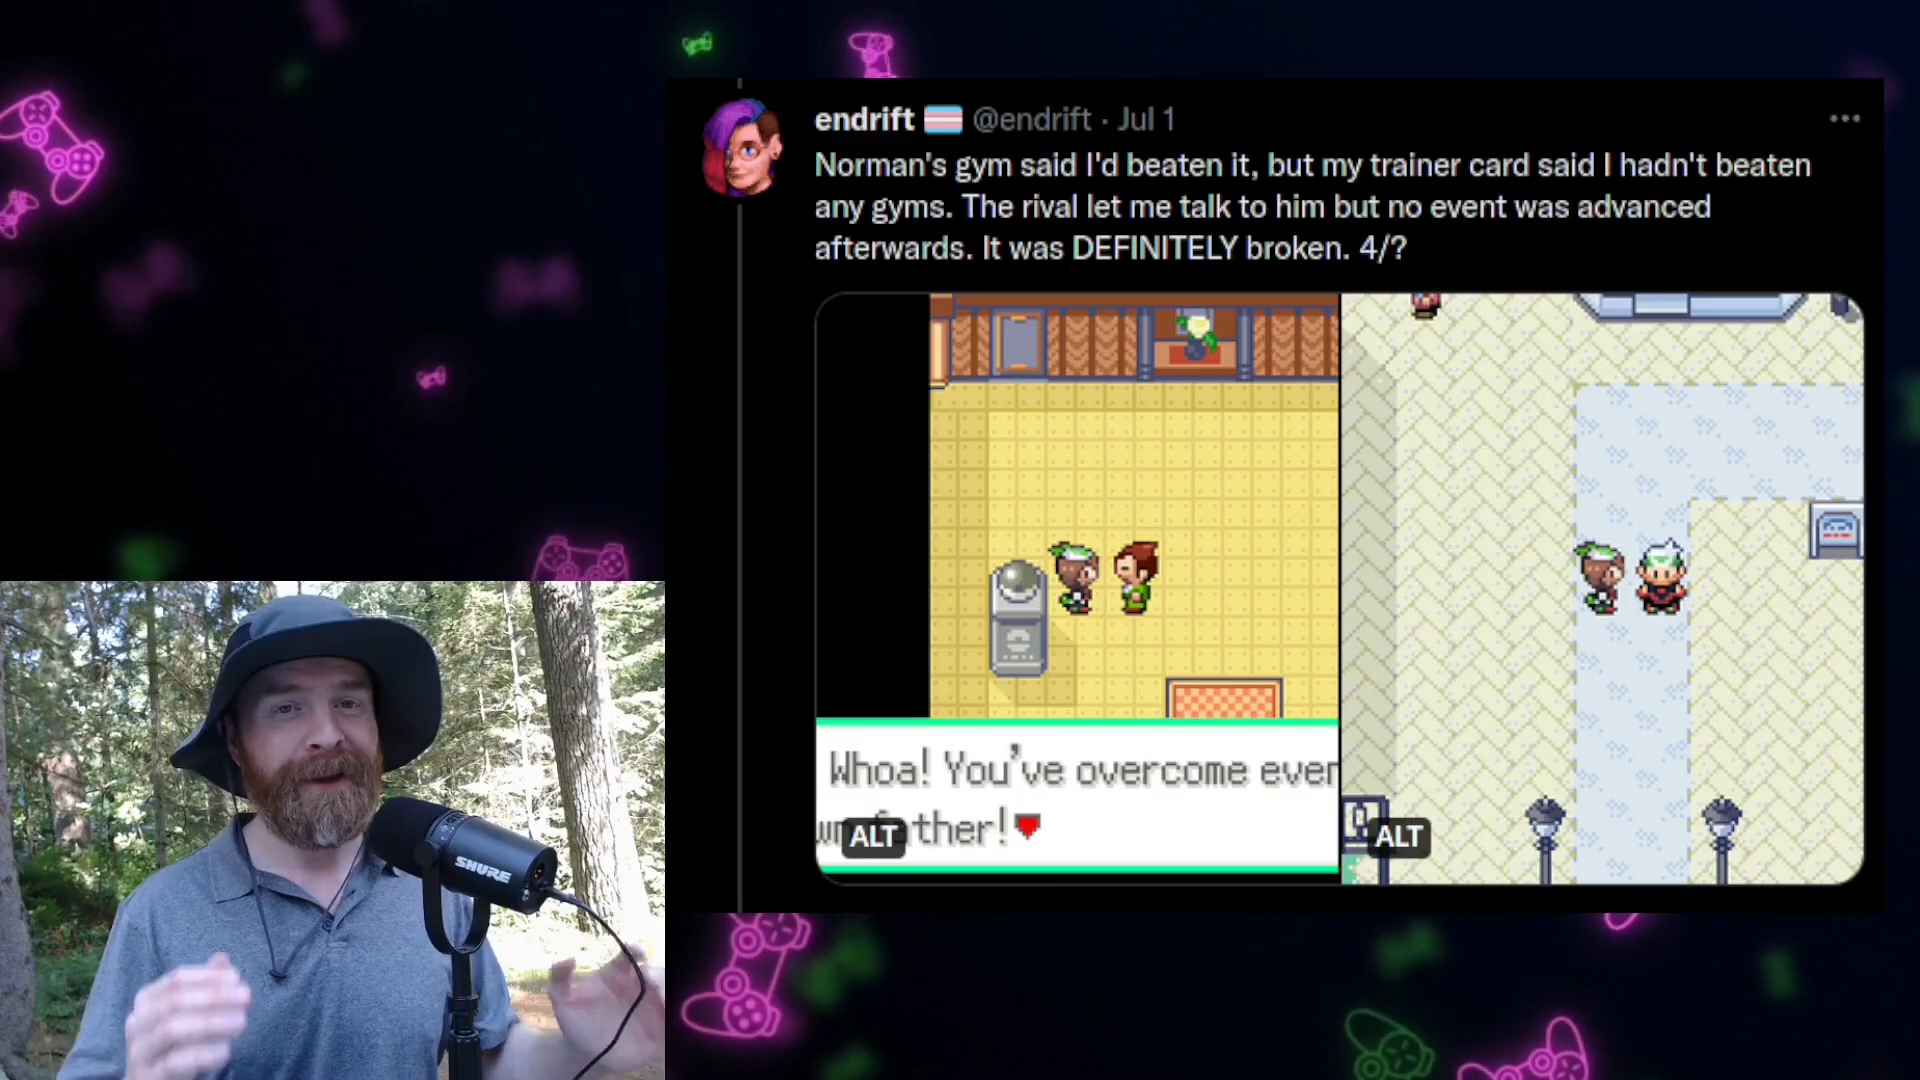 endrift @endrift · Jul 1
Norman's gym said I'd beaten it, but my trainer card said I hadn't beaten
any gyms. The rival let me talk to him but no event was advanced
afterwards. It was DEFINITELY broken. 4/?
Whoa! You've overcome ever
father!
ALT
ALT
SHURE